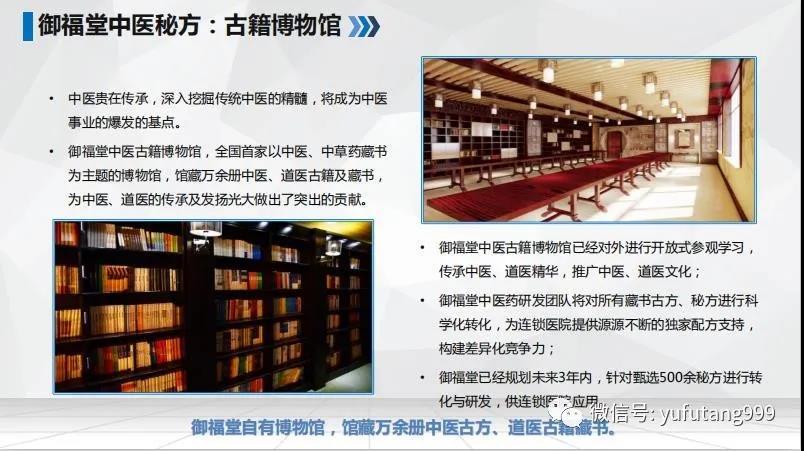 御福堂中医秘方：古籍博物馆
• 中医贵在传承，深入挖掘传统中医的精髓，将成为中医
事业的爆发的基点。
• 御福堂中医古籍博物馆，全国首家以中医、中草药藏书
为主题的博物馆，馆藏万余册中医、道医古籍及藏书，
为中医、道医的传承及发扬光大做出了突出的贡献。
• 御福堂中医古籍博物馆已经对外进行开放式参观学习，
传承中医、道医精华，推广中医、道医文化；
• 御福堂中医药研发团队将对所有藏书古方、秘方进行科
学化转化，为连锁医院提供源源不断的独家配方支持，
构建差异化竞争力；
• 御福堂已经规划未来3年内，针对甄选500余秘方进行转
化与研发，供连锁医院应用
微信号: yufutang999
御福堂自有博物馆，馆藏万余册中医古方、道医古籍藏书。